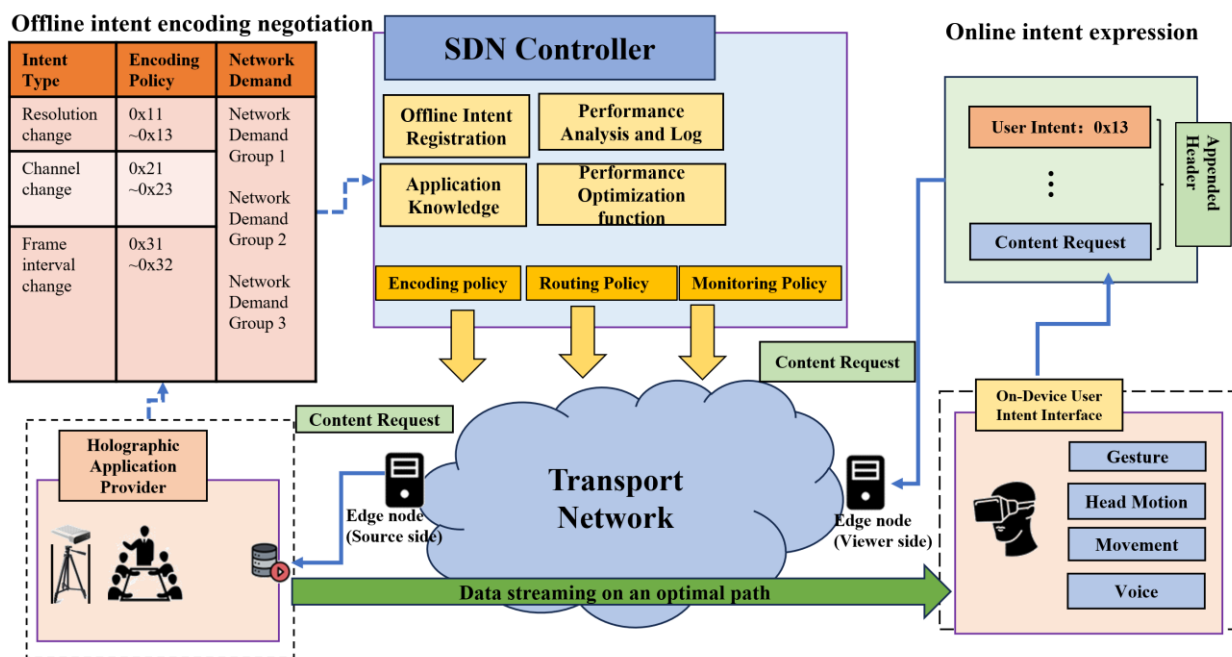 Offline intent encoding negotiation
Intent
Type
Encoding
Policy
Network
Demand
Resolution
change
0x11
~0x13
Channel
change
0x21
~0x23
Frame
interval
change
0x31
~0x32
Network
Demand
Group 1
Network
Demand
Group 2
Network
Demand
Group 3
SDN Controller
Offline Intent
Registration
Performance
Analysis and Log
Application
Knowledge
Performance
Optimization
function
Encoding policy
Routing Policy
Monitoring Policy
Online intent expression
User Intent：0x13
Content Request
Appended
Header
Content Request
Content Request
On-Device User
Intent Interface
Gesture
Head Motion
Movement
Voice
Holographic
Application
Provider
Edge node
(Source side)
Transport
Network
Edge node
(Viewer side)
Data streaming on an optimal path